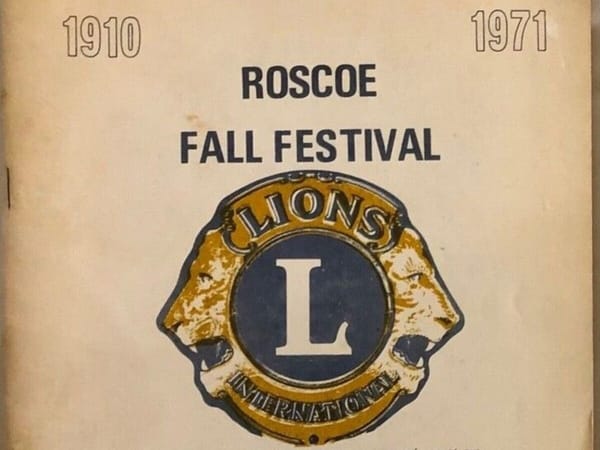 1910 1971
ROSCOE
FALL FESTIVAL
LIONS
L
INTERNATIONAL